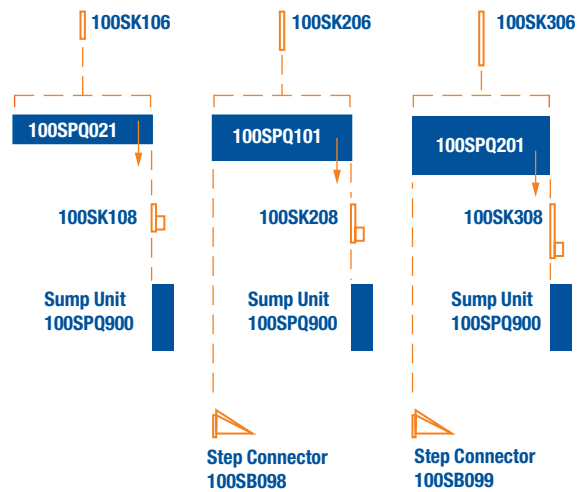 100SK106
100SK206
100SK306
100SPQ021
100SPQ101
100SPQ201
100SK108
100SK208
100SK308
Sump Unit
100SPQ900
Sump Unit
100SPQ900
Sump Unit
100SPQ900
Step Connector
100SB098
Step Connector
100SB099